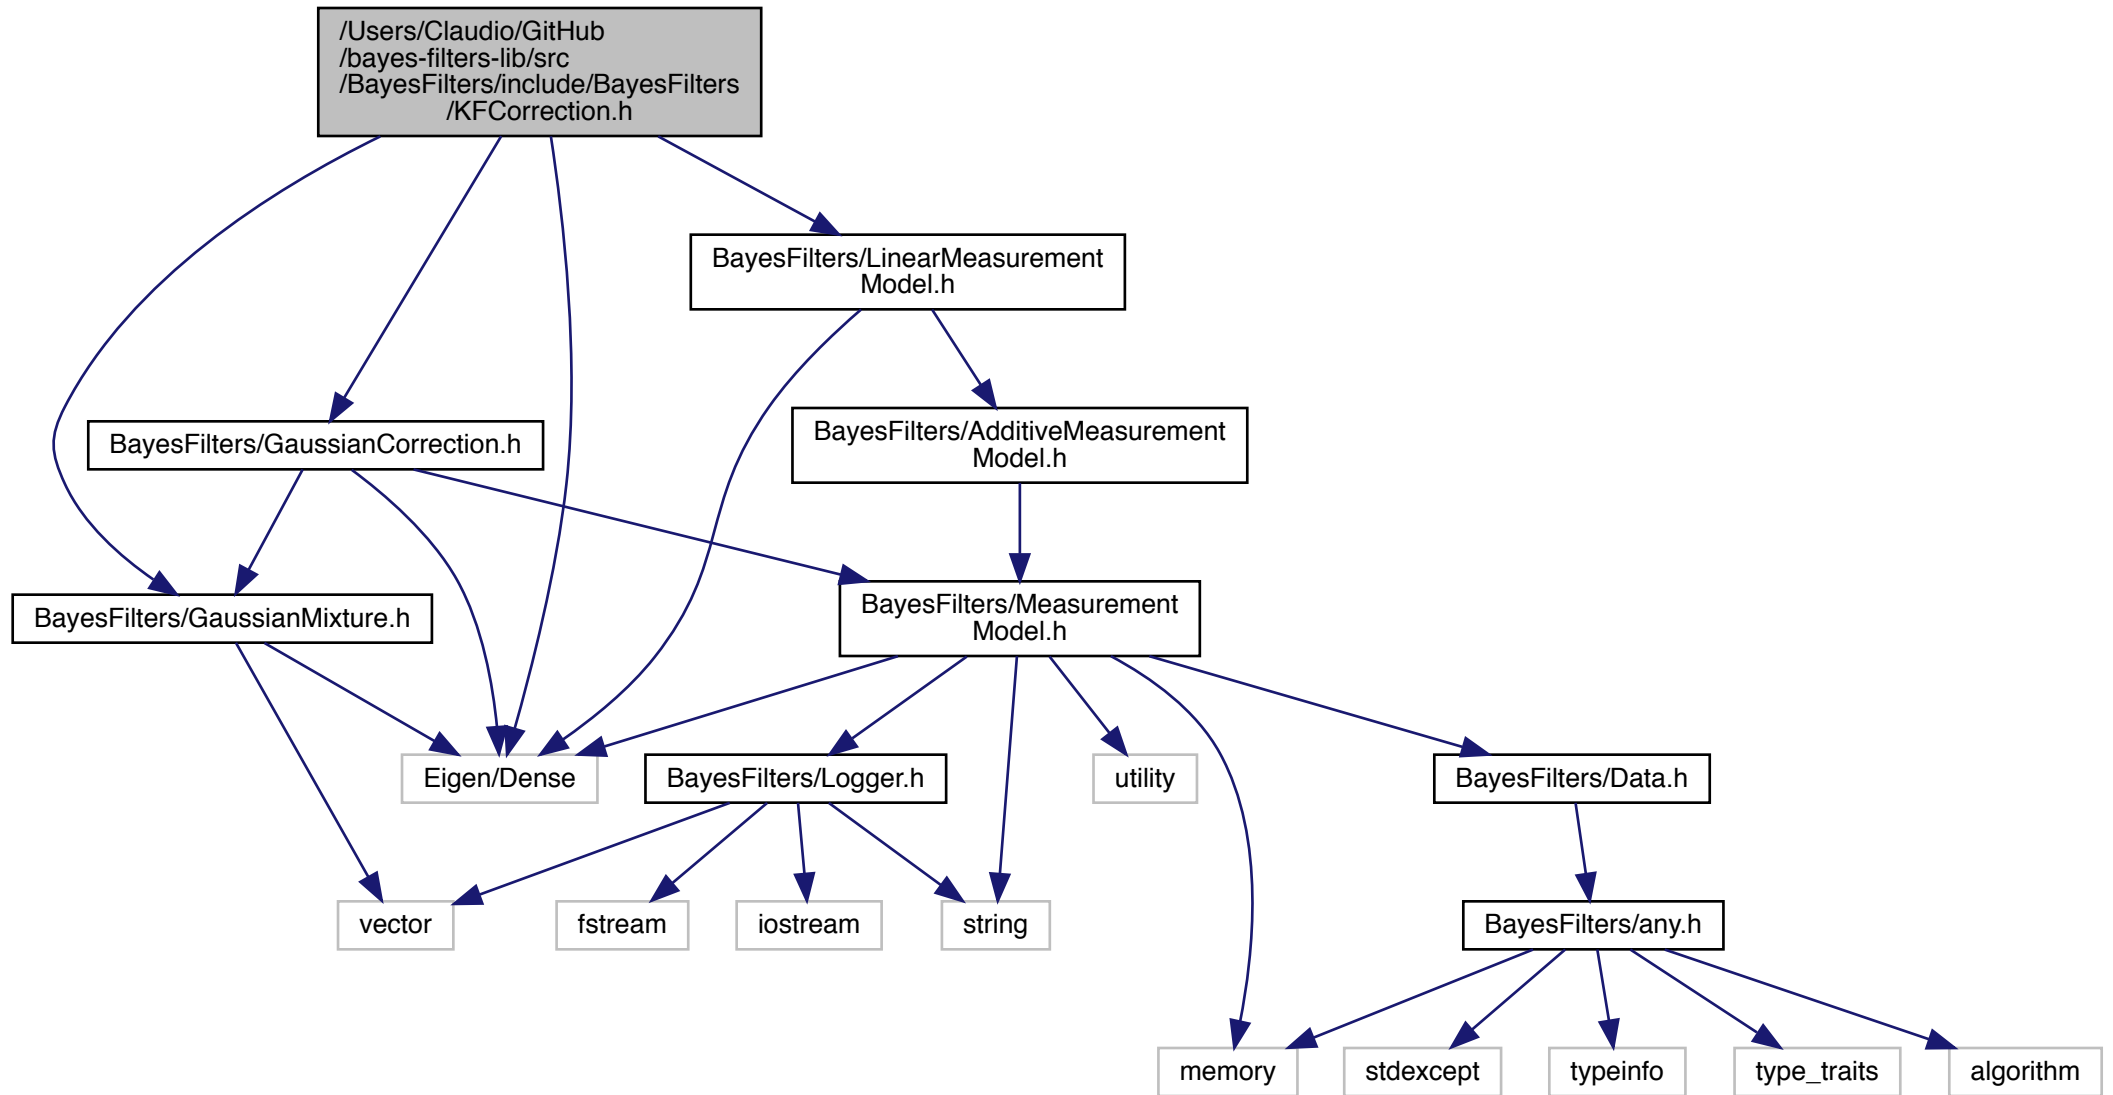 /Users/Claudio/GitHub
/bayes-filters-lib/src
/BayesFilters/include/BayesFilters
/KFCorrection.h
BayesFilters/LinearMeasurement
Model.h
BayesFilters/GaussianCorrection.h
BayesFilters/AdditiveMeasurement
Model.h
BayesFilters/GaussianMixture.h
BayesFilters/Measurement
Model.h
Eigen/Dense
BayesFilters/Logger.h
utility
BayesFilters/Data.h
vector
fstream
iostream
string
BayesFilters/any.h
memory
stdexcept
typeinfo
type_traits
algorithm